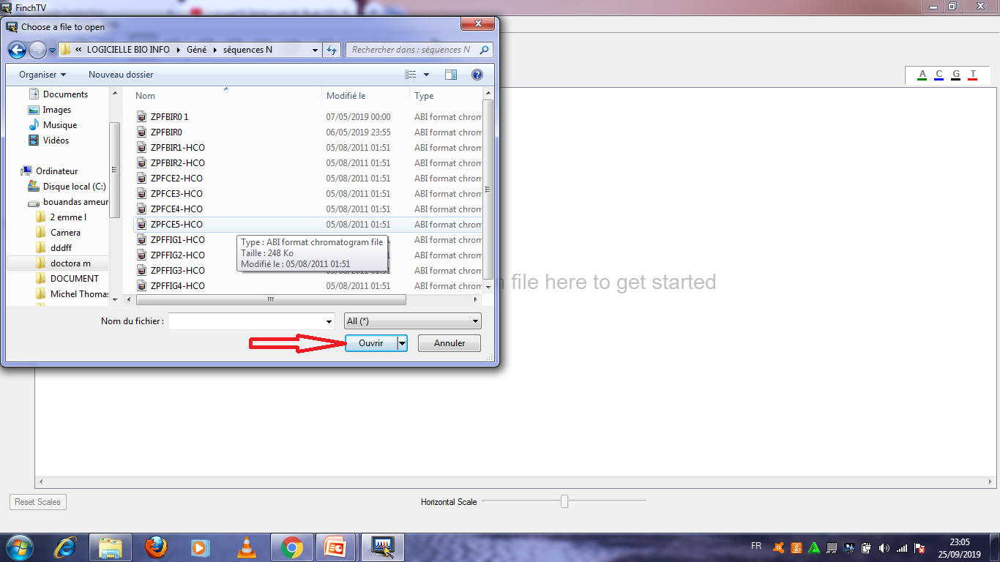 FinchTV
Choose a file to open
« LOGICIELLE BIO INFO Géné séquences N
Rechercher dans : séquences N
Organiser Nouveau dossier
A C G T
Documents
Images
Musique
Vidéos
Ordinateur
Disque local (C:)
bouandas ameur
2 emme l
Camera
dddff
doctora m
DOCUMENT
Michel Thomas
Nom Modifié le Type
ZPFBIR0 1 07/05/2019 00:00 ABI format chrom
ZPFBIR0 06/05/2019 23:55 ABI format chrom
ZPFBIR1-HCO 05/08/2011 01:51 ABI format chrom
ZPFBIR2-HCO 05/08/2011 01:51 ABI format chrom
ZPFCE2-HCO 05/08/2011 01:51 ABI format chrom
ZPFCE3-HCO 05/08/2011 01:51 ABI format chrom
ZPFCE4-HCO 05/08/2011 01:51 ABI format chrom
ZPFCE5-HCO 05/08/2011 01:51 ABI format chrom
ZPFFIG1-HCO ABI format chrom
ZPFFIG2-HCO ABI format chrom
ZPFFIG3-HCO ABI format chrom
ZPFFIG4-HCO 05/08/2011 01:51 ABI format chrom
Type : ABI format chromatogram file
Taille : 248 Ko
Modifié le : 05/08/2011 01:51
file here to get started
Nom du fichier : All (*)
Ouvrir Annuler
Reset Scales Horizontal Scale
FR
23:05
25/09/2019